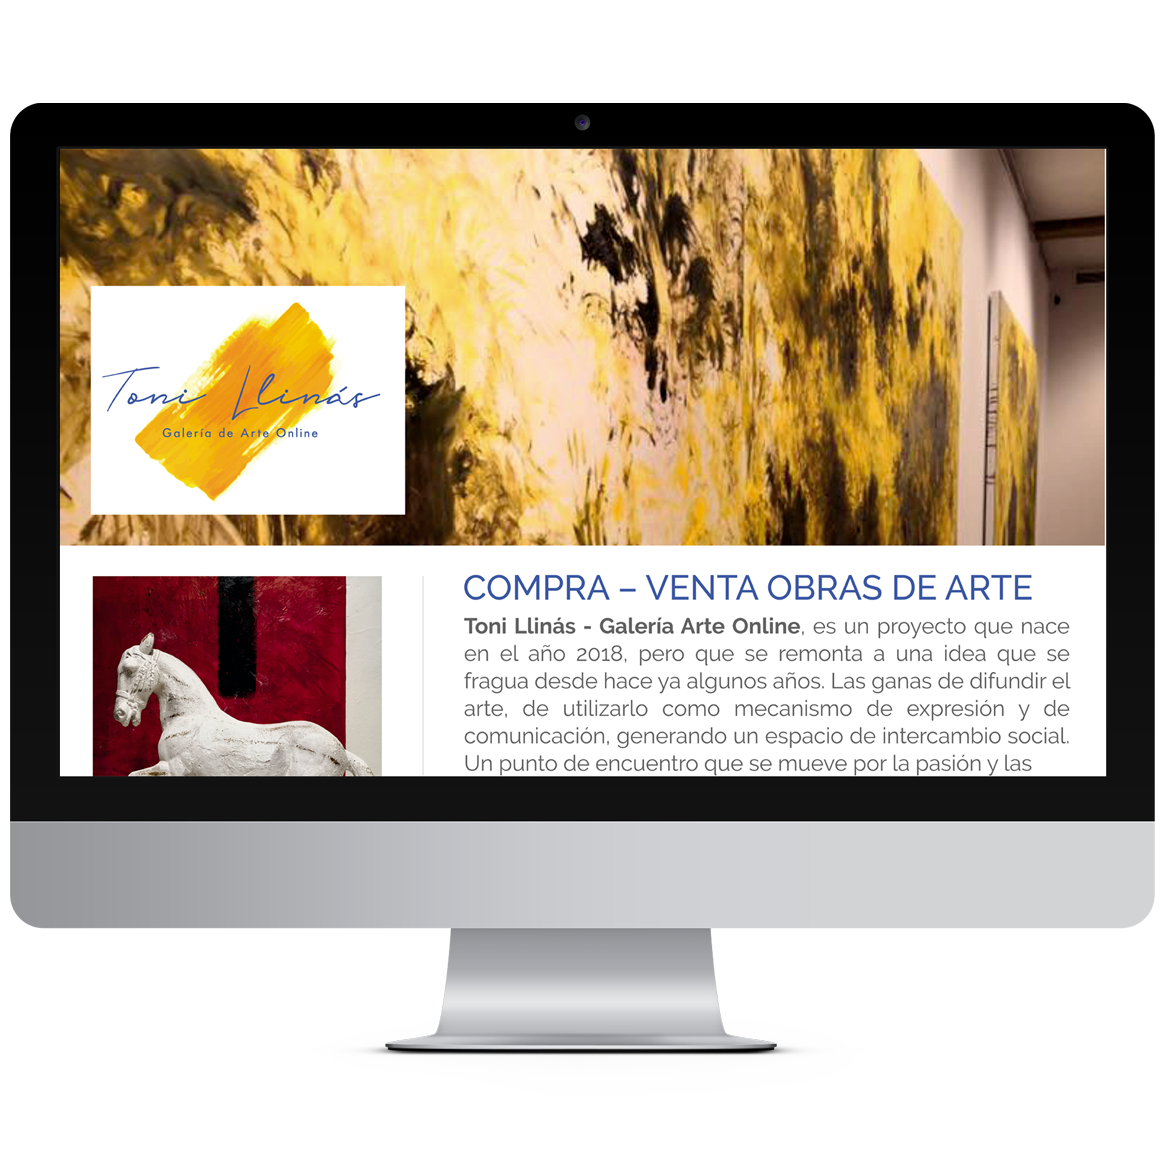 Toni Llinás
Galería de Arte Online
COMPRA – VENTA OBRAS DE ARTE
Toni Llinás - Galería Arte Online, es un proyecto que nace
en el año 2018, pero que se remonta a una idea que se
fragua desde hace ya algunos años. Las ganas de difundir el
arte, de utilizarlo como mecanismo de expresión y de
comunicación, generando un espacio de intercambio social.
Un punto de encuentro que se mueve por la pasión y las